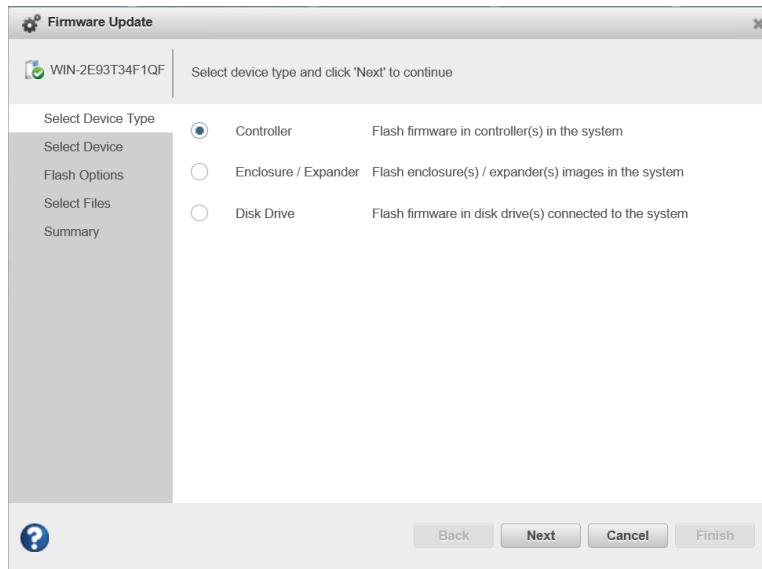 Firmware Update
WIN-2E93T34F1QF
Select device type and click 'Next' to continue
Select Device Type
Select Device
Flash Options
Select Files
Summary
Controller Flash firmware in controller(s) in the system
Enclosure / Expander Flash enclosure(s) / expander(s) images in the system
Disk Drive Flash firmware in disk drive(s) connected to the system
Back Next Cancel Finish